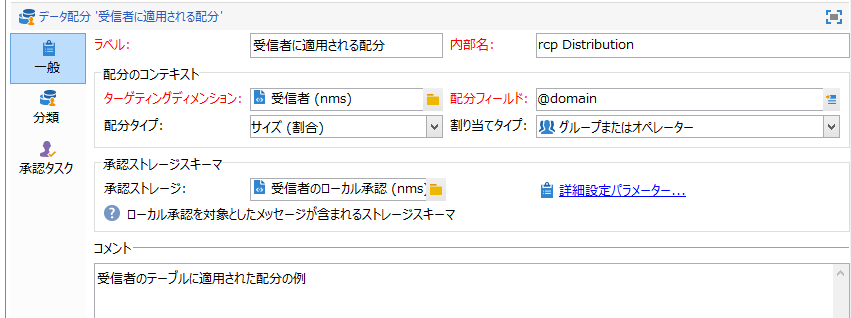 データ配分 '受信者に適用される配分'
一般
分類
承認タスク
ラベル: 受信者に適用される配分 内部名: rcp Distribution
配分のコンテキスト
ターゲティングディメンション: 受信者 (nms) 配分フィールド: @domain
配分タイプ: サイズ (割合) 割り当てタイプ: グループまたはオペレーター
承認ストレージスキーマ
承認ストレージ: 受信者のローカル承認 (nms) 詳細設定パラメーター...
? ローカル承認を対象としたメッセージが含まれるストレージスキーマ
コメント
受信者のテーブルに適用された配分の例